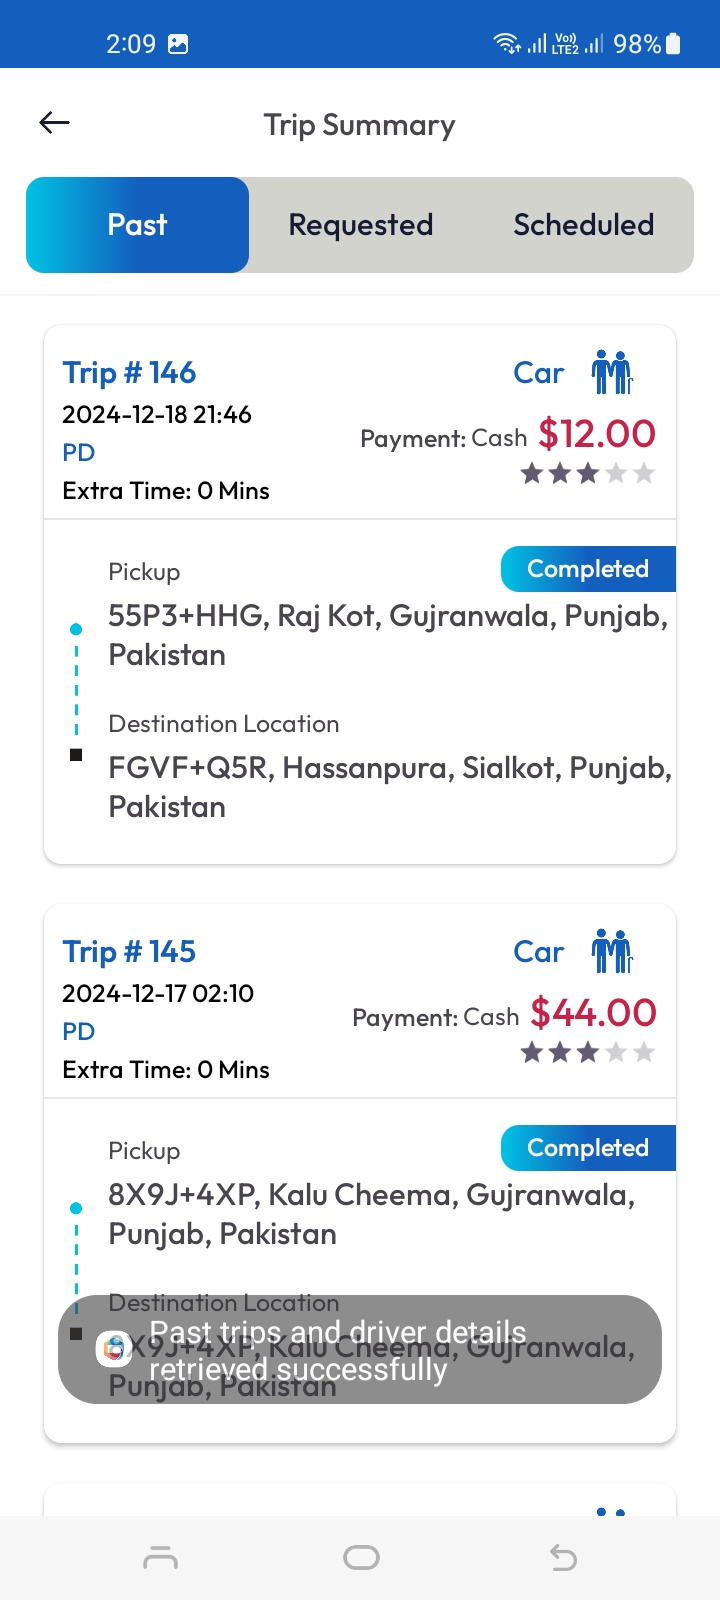 2:09
Vo))
LTE2
98%
Trip Summary
Past
Requested
Scheduled
Trip # 146
Car
2024-12-18 21:46
Payment: Cash $12.00
PD
Extra Time: 0 Mins
Completed
Pickup
55P3+HHG, Raj Kot, Gujranwala, Punjab,
Pakistan
Destination Location
FGVF+Q5R, Hassanpura, Sialkot, Punjab,
Pakistan
Trip # 145
Car
2024-12-17 02:10
Payment: Cash $44.00
PD
Extra Time: 0 Mins
Completed
Pickup
8X9J+4XP, Kalu Cheema, Gujranwala,
Punjab, Pakistan
Destination Location
Past trips and driver details
retrieved successfully
Kalu Cheema, Gujranwala,
Punjab, Pakistan